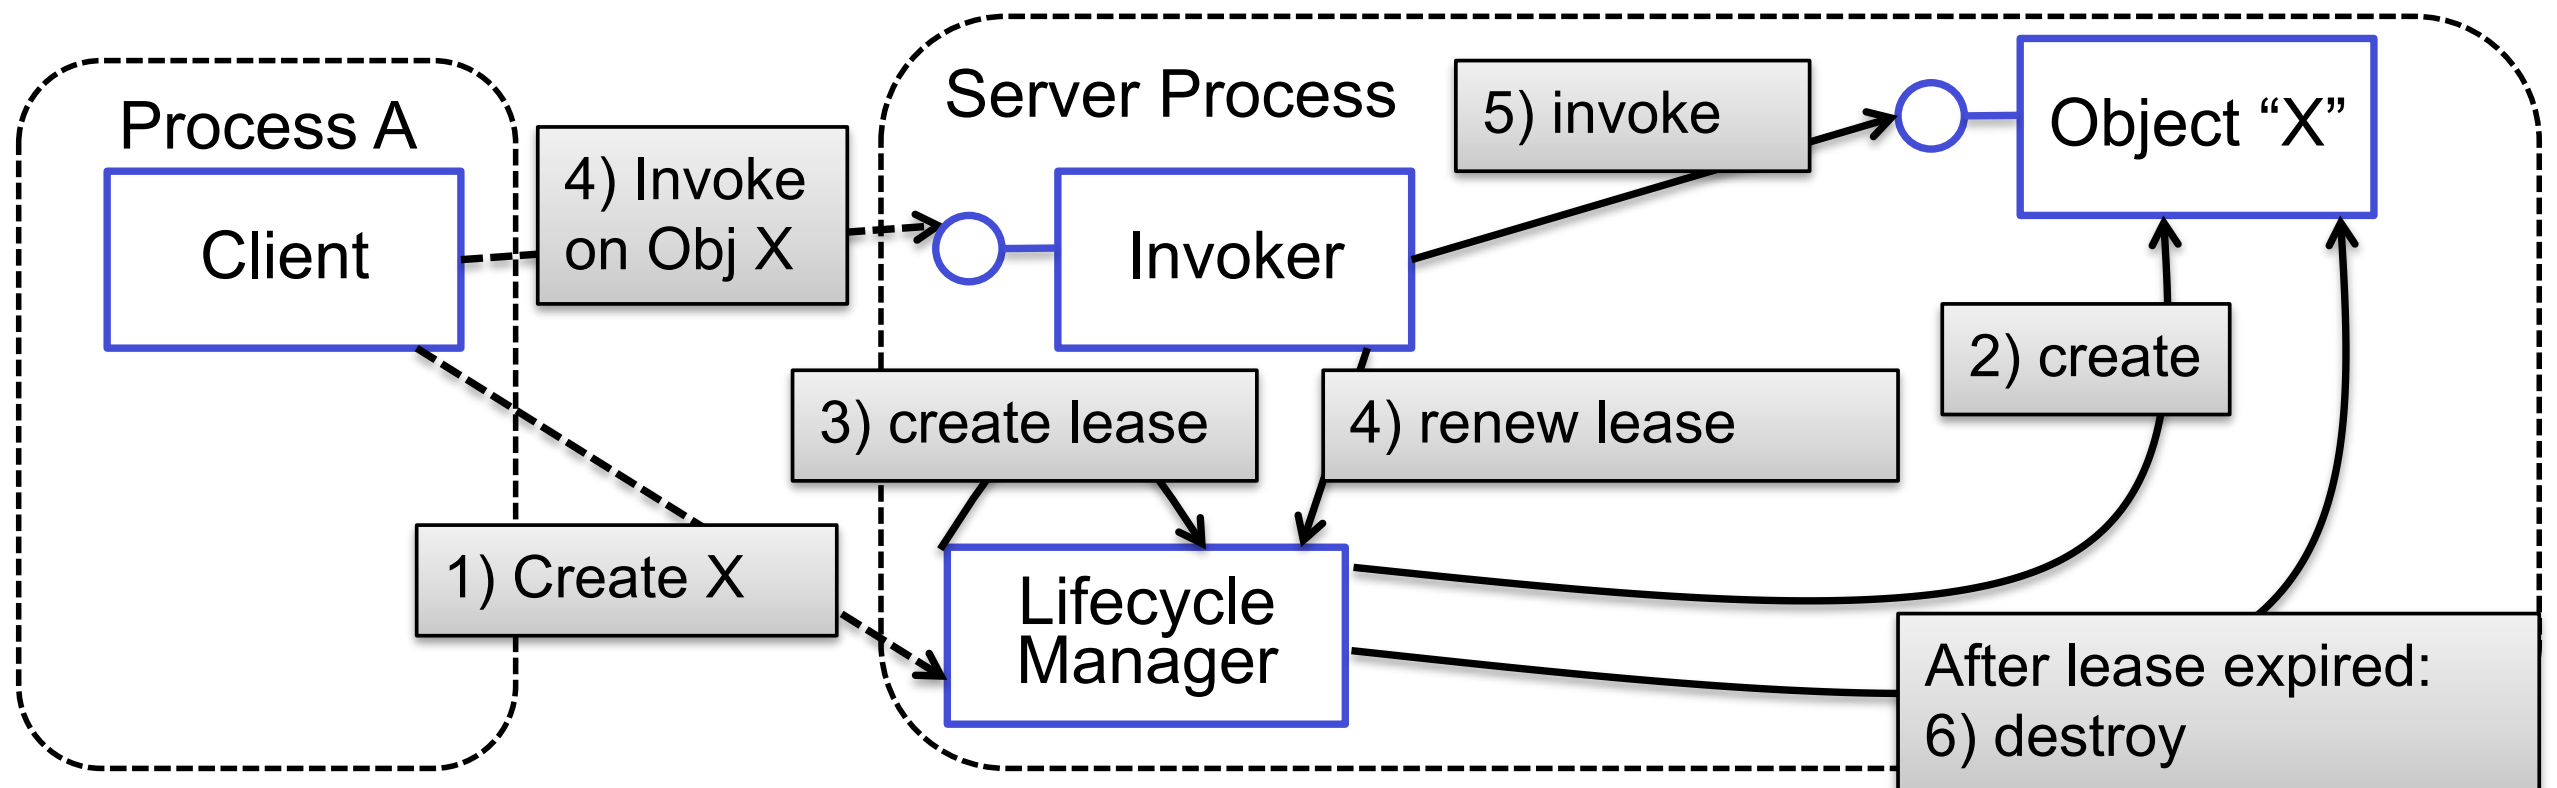 Process A
Client
4) Invoke
on Obj X
1) Create X
Server Process
Invoker
5) invoke
Object “X”
3) create lease
4) renew lease
2) create
Lifecycle
Manager
After lease expired:
6) destroy